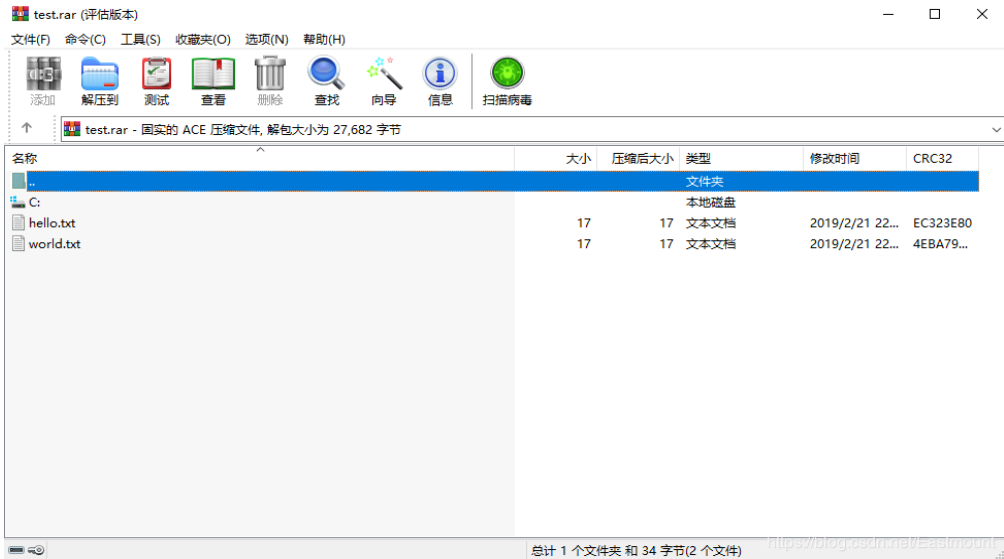 test.rar (评估版本)
文件(F) 命令(C) 工具(S) 收藏夹(O) 选项(N) 帮助(H)
添加 解压到 测试 查看 删除 查找 向导 信息 扫描病毒
test.rar - 固实的 ACE 压缩文件, 解包大小为 27,682 字节
名称 大小 压缩后大小 类型 修改时间 CRC32
.. 文件夹
C: 本地磁盘
hello.txt 17 17 文本文档 2019/2/21 22... EC323E80
world.txt 17 17 文本文档 2019/2/21 22... 4EBA79...
总计 1 个文件夹 和 34 字节(2 个文件)
https://blog.csdn.net/Eastmount